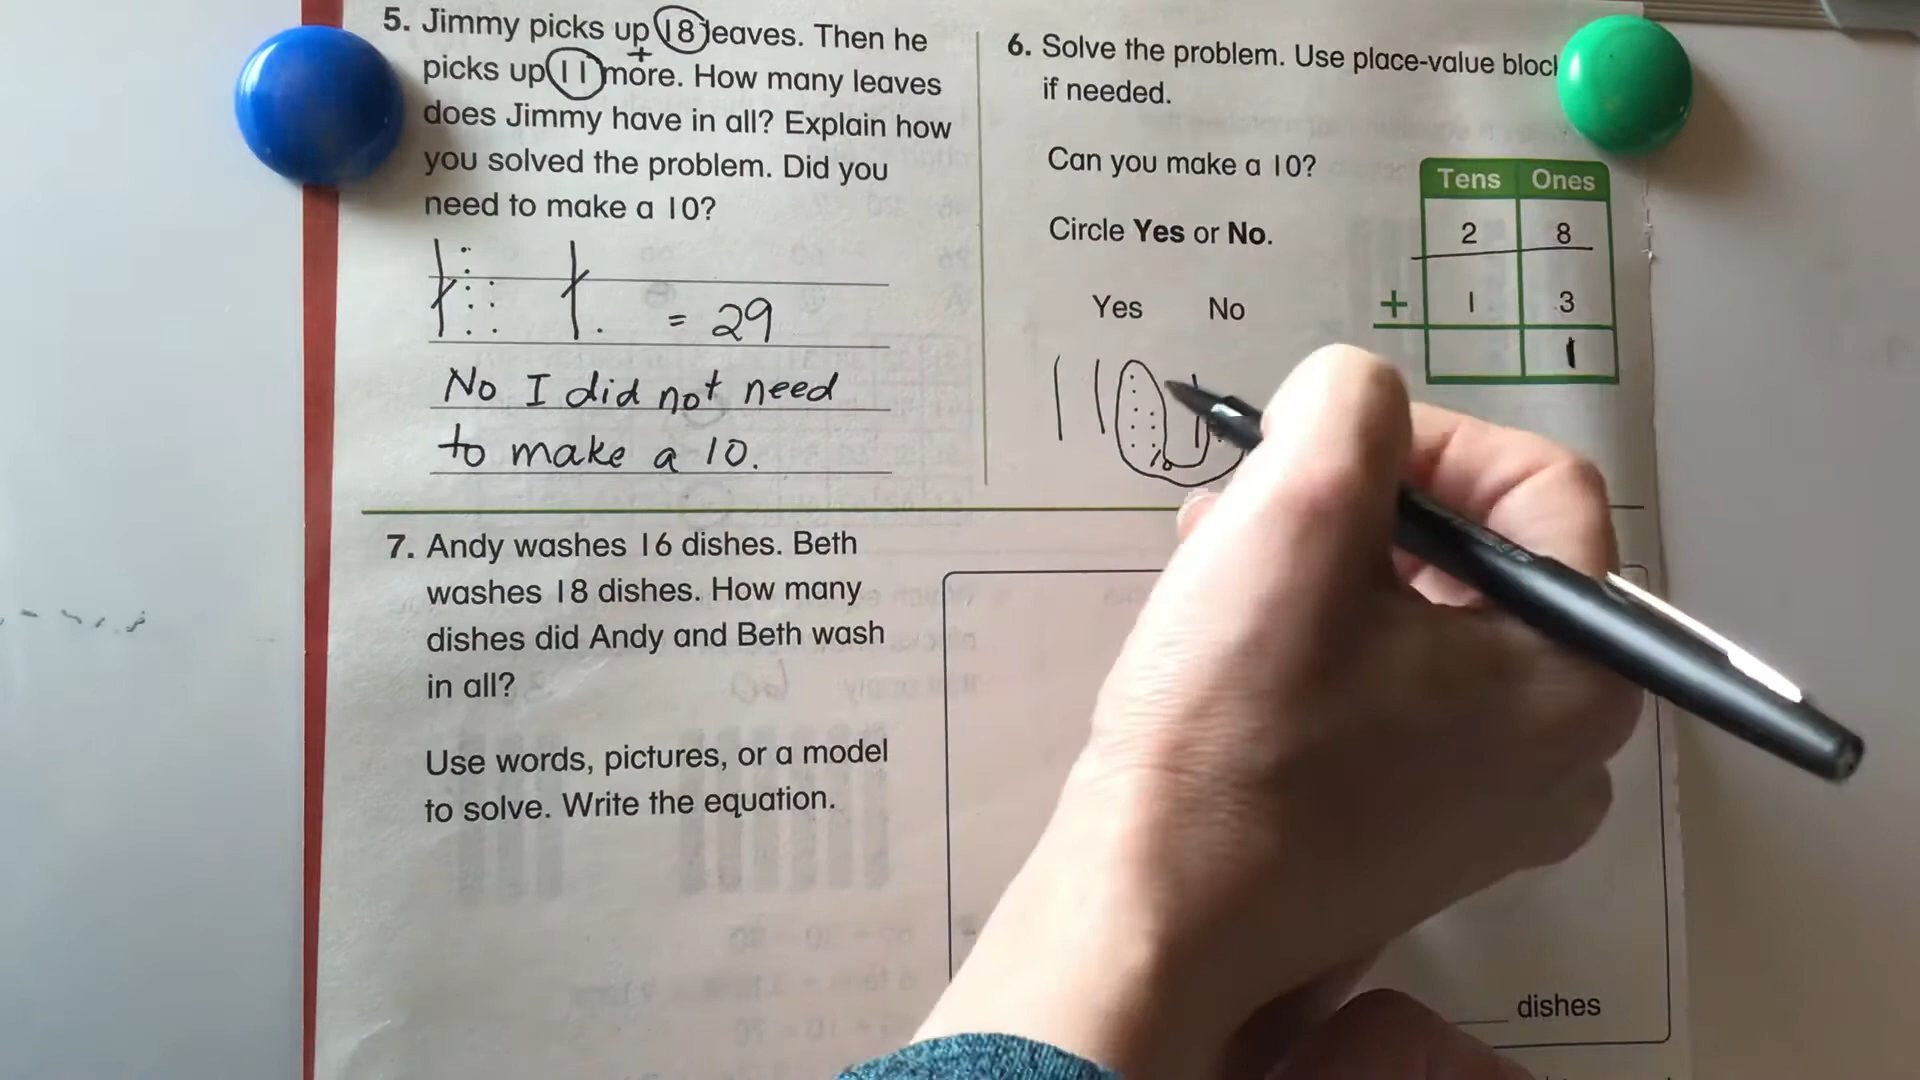 5. Jimmy picks up 18 leaves. Then he
+
picks up 11 more. How many leaves
does Jimmy have in all? Explain how
you solved the problem. Did you
need to make a 10?
= 29
No I did not need
to make a 10.
6. Solve the problem. Use place-value bloc
if needed.
Can you make a 10?
Circle Yes or No.
Yes No
10
Tens Ones
2 8
+ 1 3
1
7. Andy washes 16 dishes. Beth
washes 18 dishes. How many
dishes did Andy and Beth wash
in all?
Use words, pictures, or a model
to solve. Write the equation.
dishes